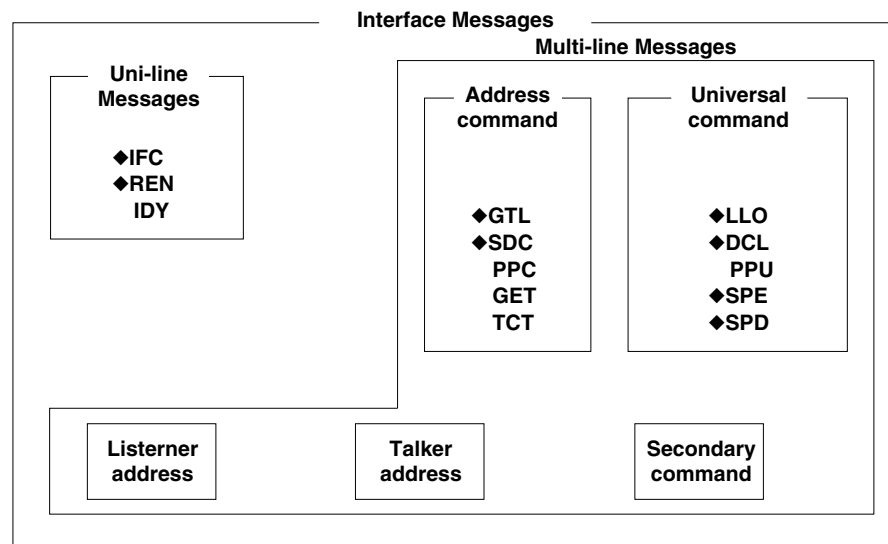 Interface Messages
Multi-line Messages
Uni-line
Messages
◆IFC
◆REN
IDY
Address
command
◆GTL
◆SDC
PPC
GET
TCT
Universal
command
◆LLO
◆DCL
PPU
◆SPE
◆SPD
Listerner
address
Talker
address
Secondary
command